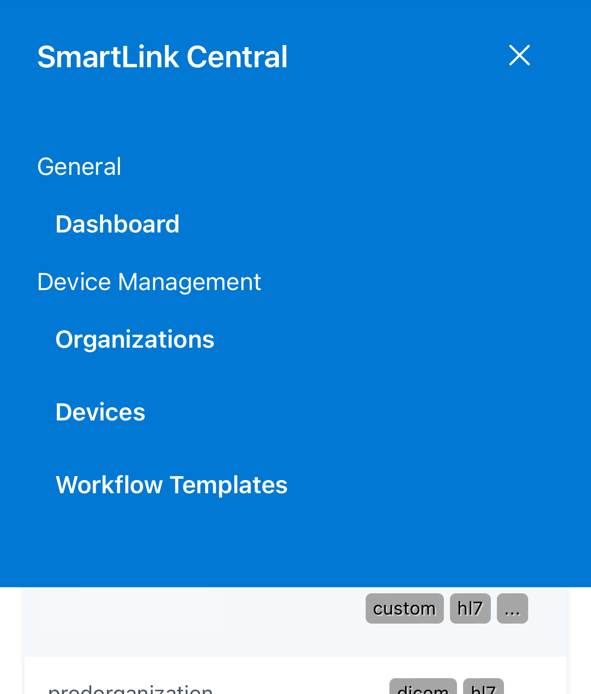 SmartLink Central
General
Dashboard
Device Management
Organizations
Devices
Workflow Templates
custom hl7 ...
prodorganization dicom hl7